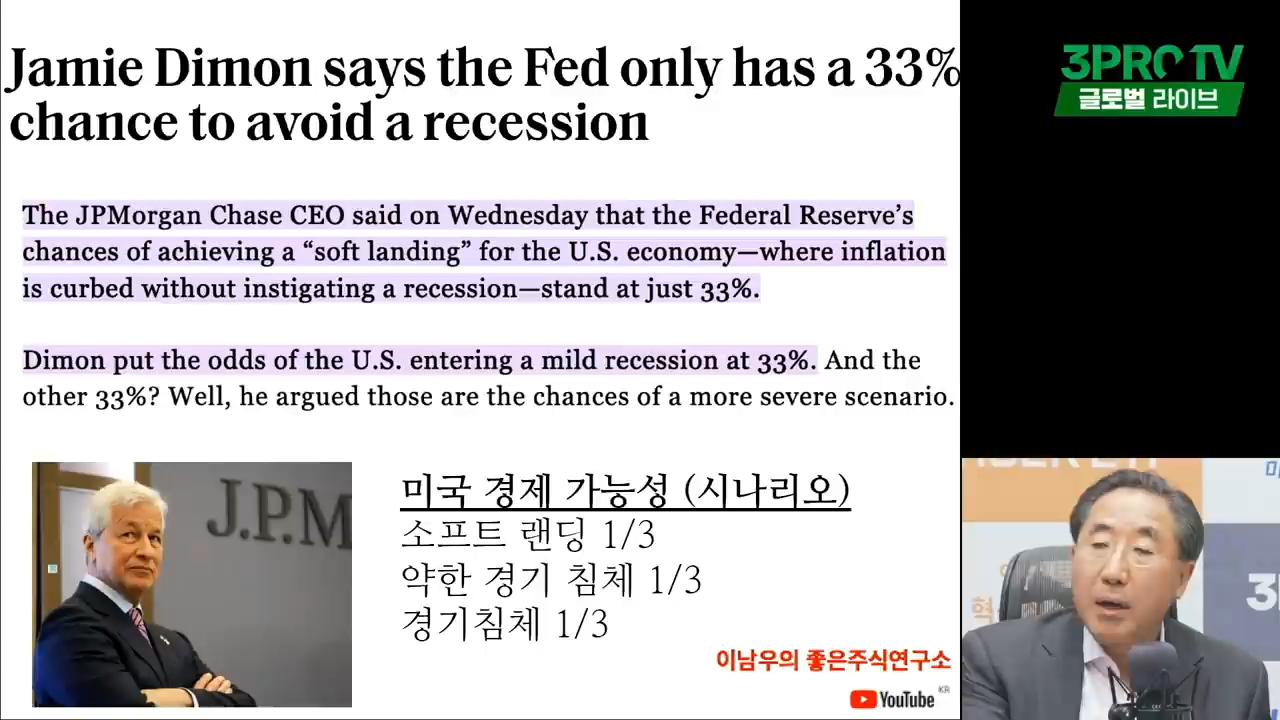 Jamie Dimon says the Fed only has a 33%
chance to avoid a recession
3PRO TV
글로벌 라이브
The JPMorgan Chase CEO said on Wednesday that the Federal Reserve’s
chances of achieving a “soft landing” for the U.S. economy—where inflation
is curbed without instigating a recession—stand at just 33%.
Dimon put the odds of the U.S. entering a mild recession at 33%. And the
other 33%? Well, he argued those are the chances of a more severe scenario.
J.P.M
미국 경제 가능성 (시나리오)
소프트 랜딩 1/3
약한 경기 침체 1/3
경기침체 1/3
이남우의 좋은주식연구소
YouTube KR